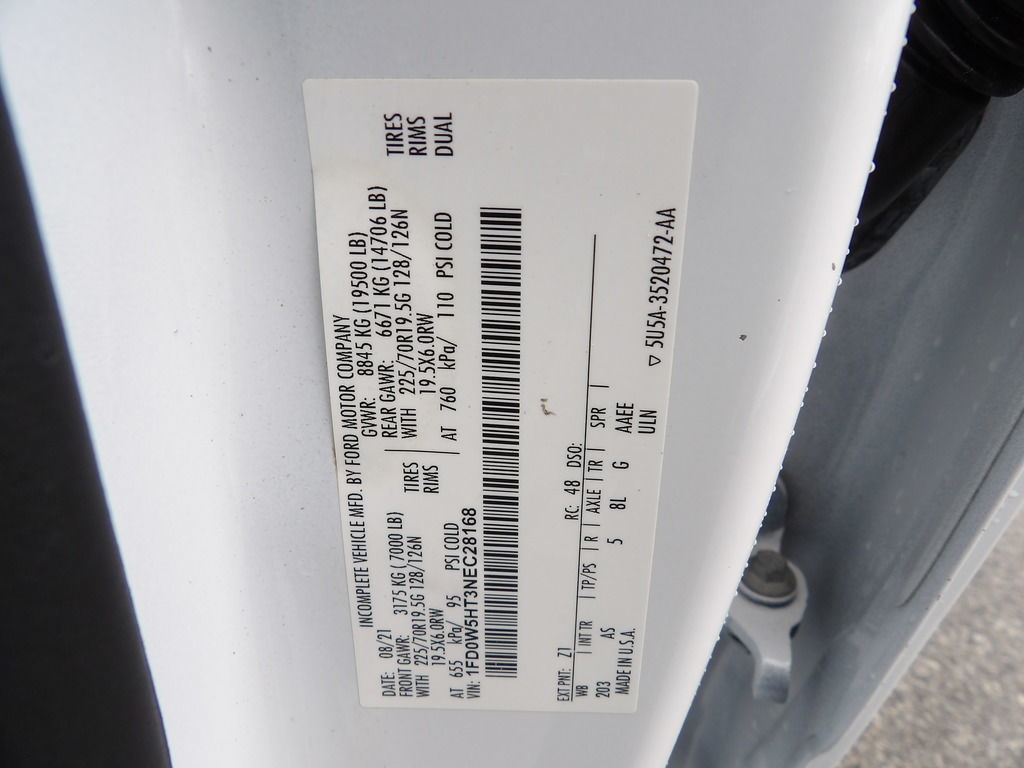 INCOMPLETE VEHICLE MFD. BY FORD MOTOR COMPANY
DATE: 08/21 GVWR: 8845 KG (19500 LB)
FRONT GAWR: 3175 KG (7000 LB) REAR GAWR: 6671 KG (14706 LB)
WITH 225/70R19.5G 128/126N TIRES WITH 225/70R19.5G 128/126N TIRES
19.5X6.0RW RIMS 19.5X6.0RW RIMS
AT 655 kPa/ 95 PSI COLD AT 760 kPa/ 110 PSI COLD DUAL
VIN: 1FD0W5HT3NEC28168
EXT PNT: Z1 RC: 48 DSO:
WB INT TR TP/PS R AXLE TR SPR
203 AS 5 8L G AAEE
MADE IN U.S.A. ULN
▽ 5U5A-3520472-AA